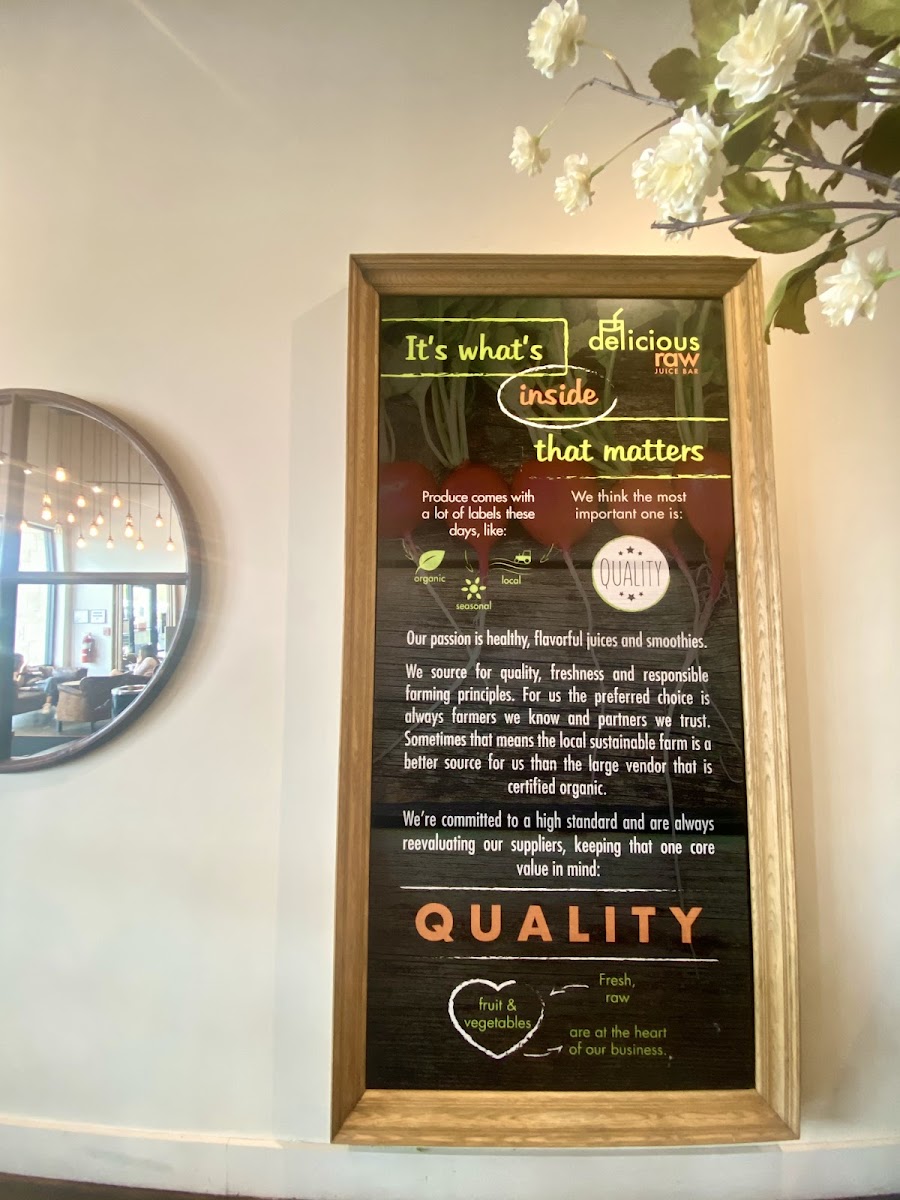 It's what's
inside
that matters
delicious
raw
JUICE BAR
Produce comes with
a lot of labels these
days, like:
organic
seasonal
local
We think the most
important one is:
QUALITY
Our passion is healthy, flavorful juices and smoothies.
We source for quality, freshness and responsible
farming principles. For us the preferred choice is
always farmers we know and partners we trust.
Sometimes that means the local sustainable farm is a
better source for us than the large vendor that is
certified organic.
We're committed to a high standard and are always
reevaluating our suppliers, keeping that one core
value in mind:
QUALITY
Fresh,
raw
fruit &
vegetables
are at the heart
of our business.